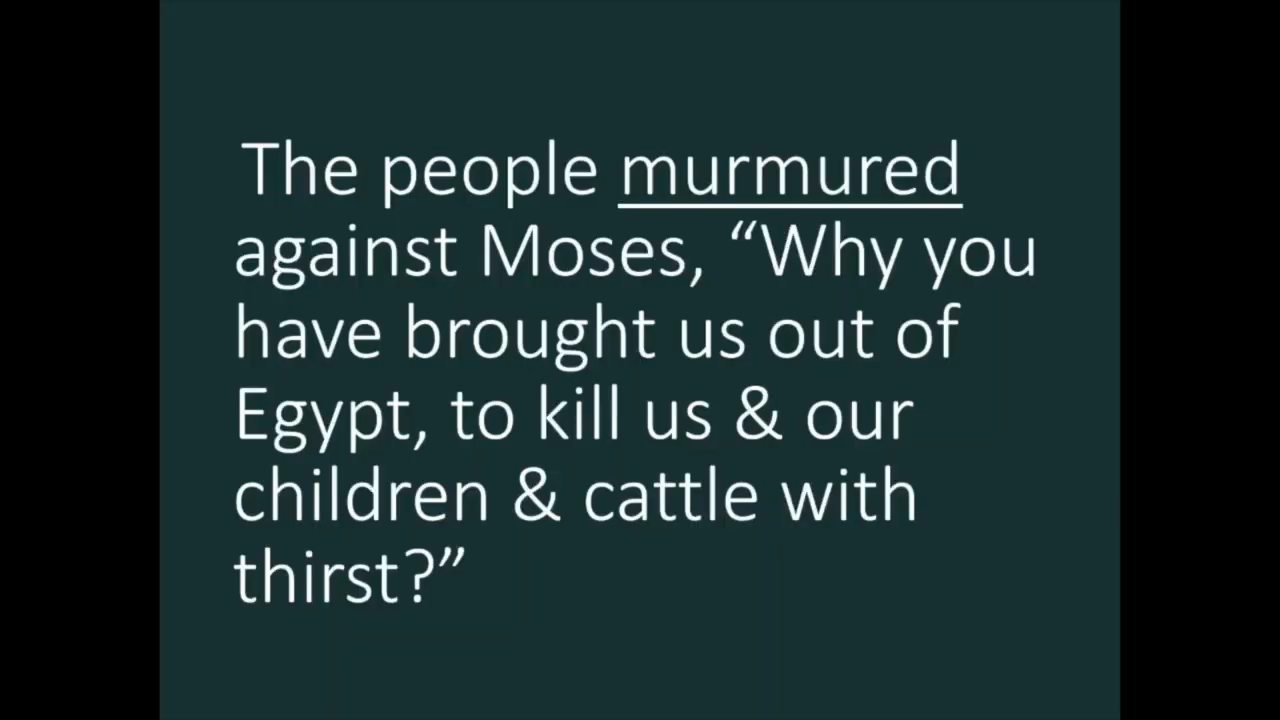 The people murmured
against Moses, “Why you
have brought us out of
Egypt, to kill us & our
children & cattle with
thirst?”